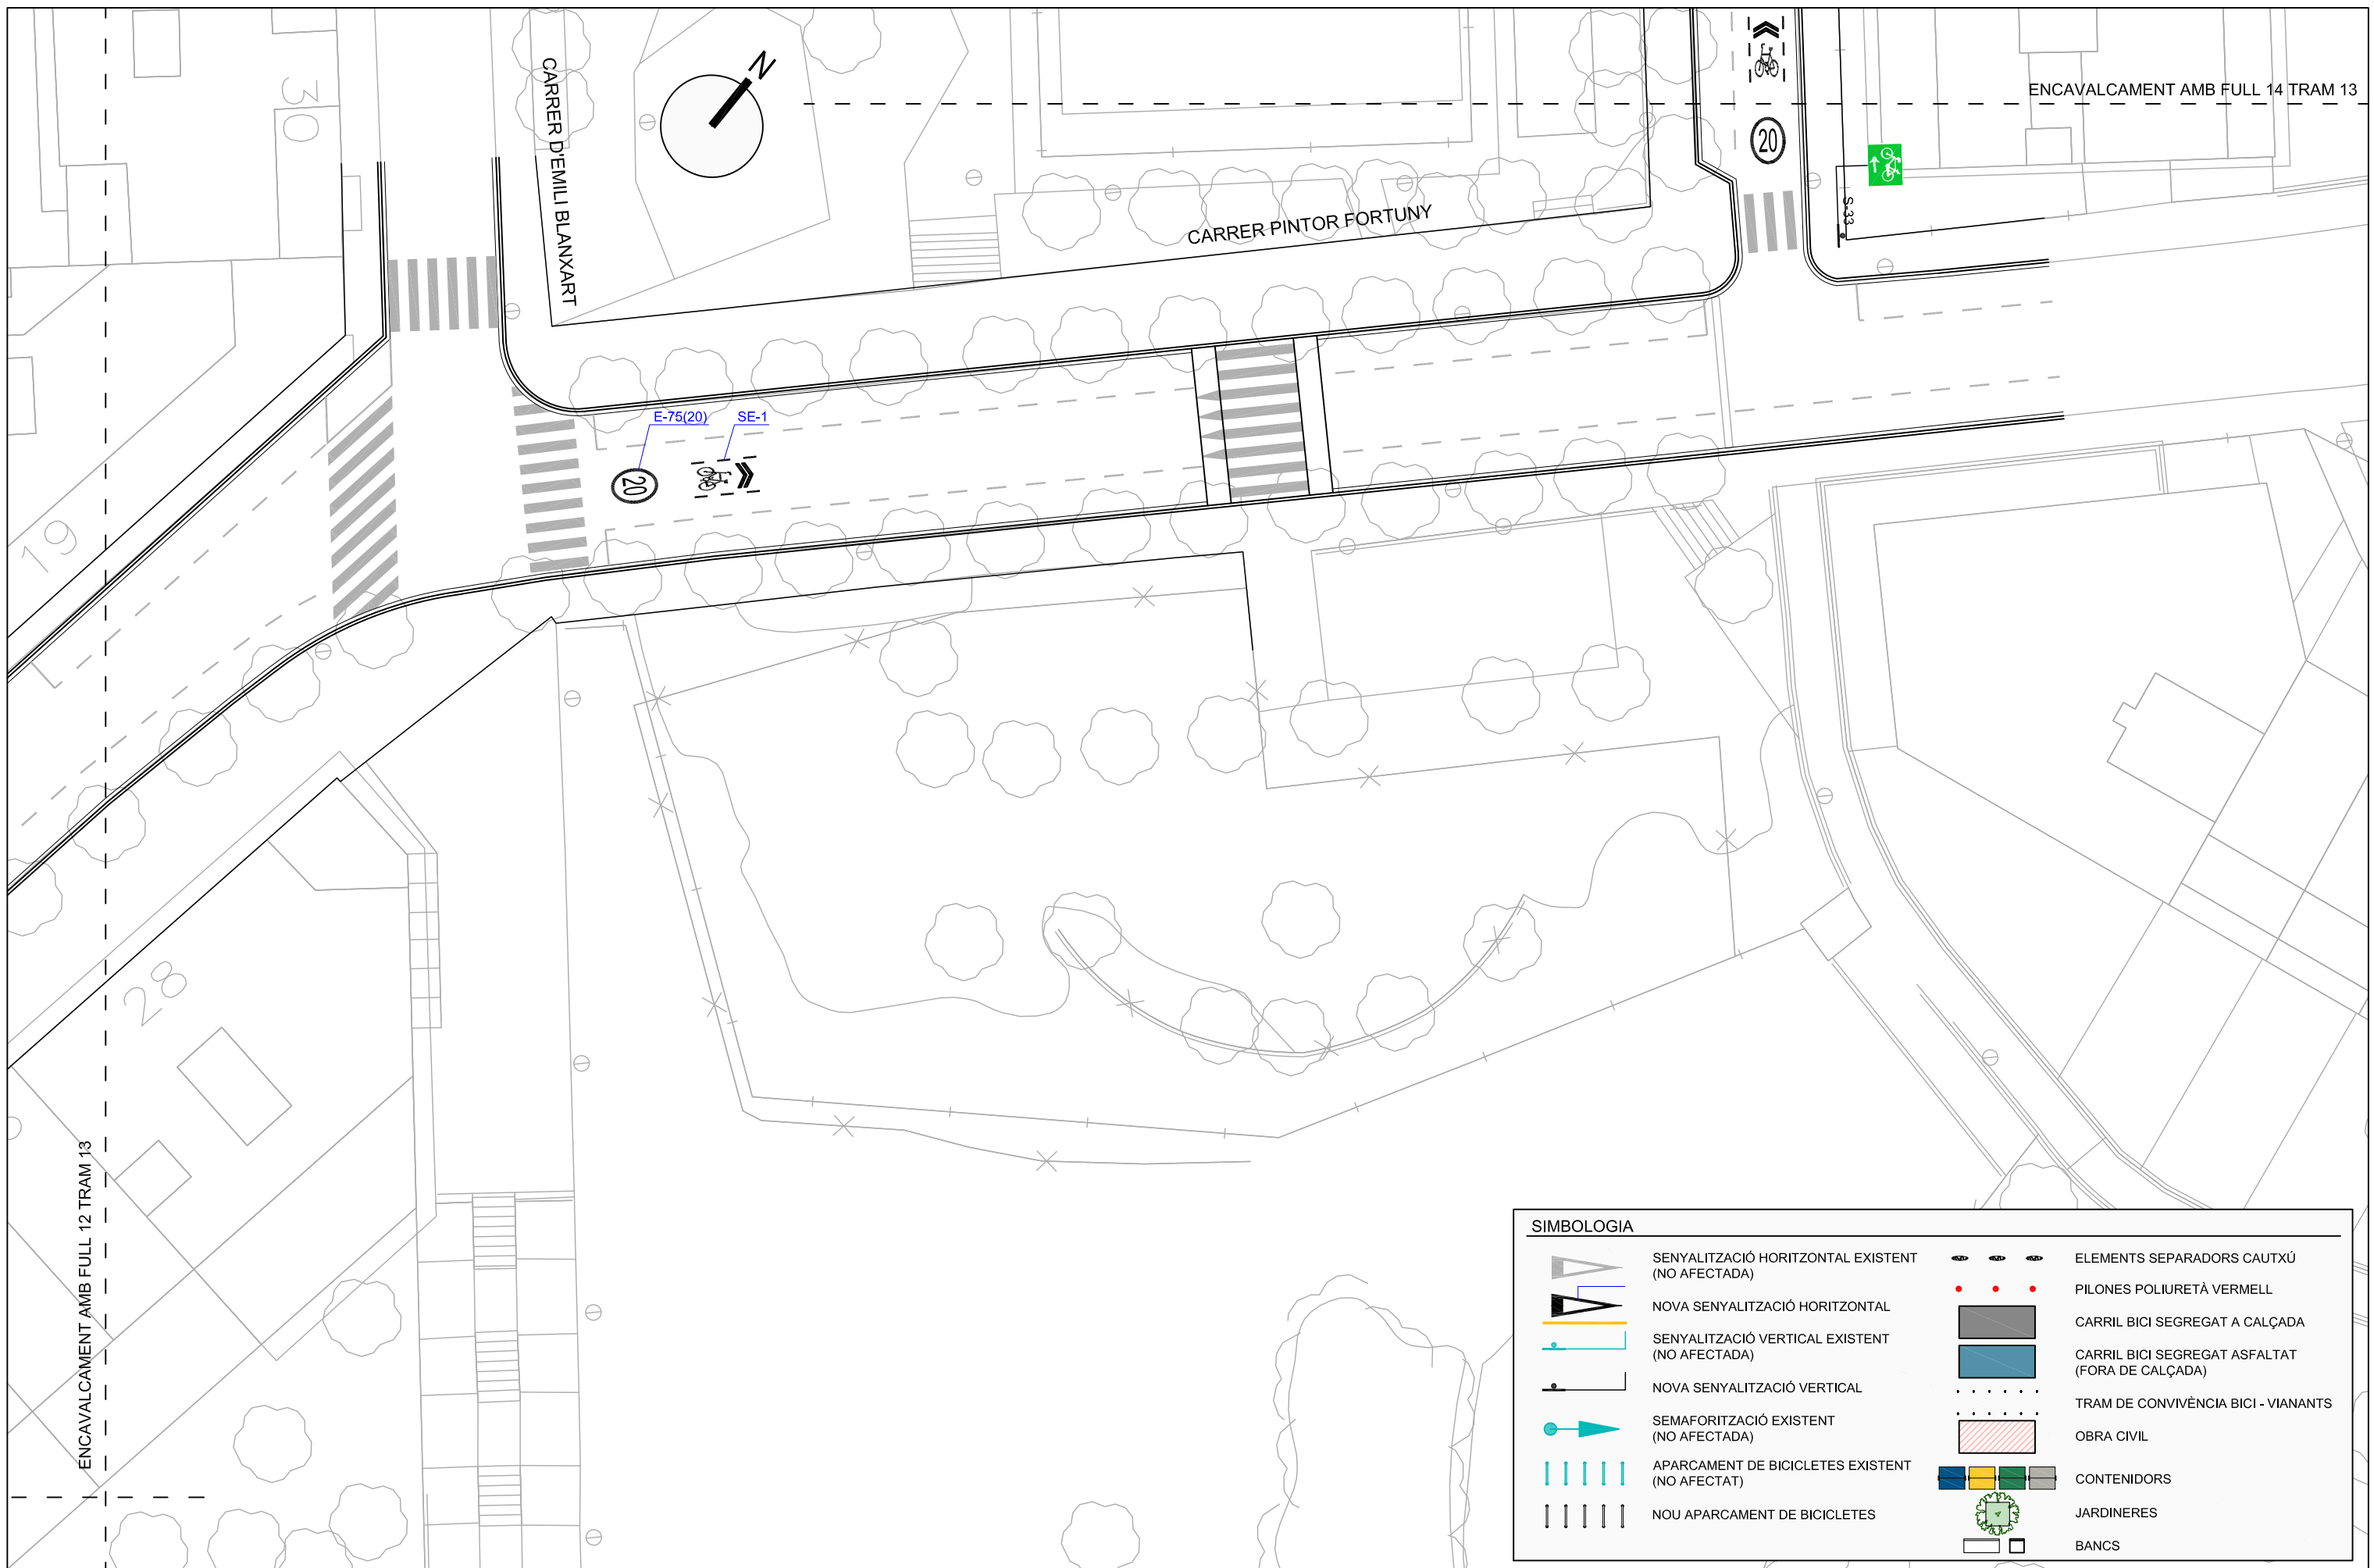 30
CARRER D'EMILI BLANXART
N
ENCAVALCAMENT AMB FULL 14 TRAM 13
20
S-33
CARRER PINTOR FORTUNY
E-75(20)
SE-1
20
19
28
ENCAVALCAMENT AMB FULL 12 TRAM 13
SIMBOLOGIA
SENYALITZACIÓ HORITZONTAL EXISTENT
(NO AFECTADA)
NOVA SENYALITZACIÓ HORITZONTAL
SENYALITZACIÓ VERTICAL EXISTENT
(NO AFECTADA)
NOVA SENYALITZACIÓ VERTICAL
SEMAFORITZACIÓ EXISTENT
(NO AFECTADA)
APARCAMENT DE BICICLETES EXISTENT
(NO AFECTAT)
NOU APARCAMENT DE BICICLETES
ELEMENTS SEPARADORS CAUTXÚ
PILONES POLIURETÀ VERMELL
CARRIL BICI SEGREGAT A CALÇADA
CARRIL BICI SEGREGAT ASFALTAT
(FORA DE CALÇADA)
TRAM DE CONVIVÈNCIA BICI - VIANANTS
OBRA CIVIL
CONTENIDORS
JARDINERES
BANCS